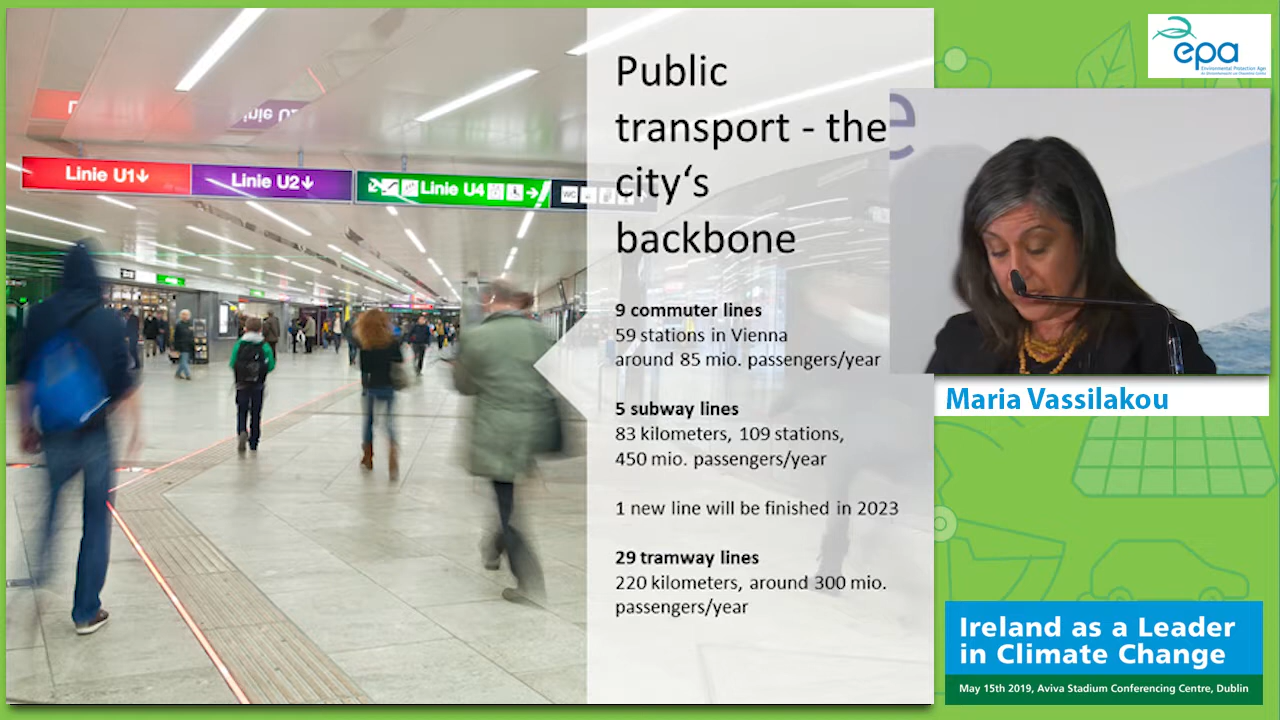 Public
transport - the
city‘s
backbone
9 commuter lines
59 stations in Vienna
around 85 mio. passengers/year
5 subway lines
83 kilometers, 109 stations,
450 mio. passengers/year
1 new line will be finished in 2023
29 tramway lines
220 kilometers, around 300 mio.
passengers/year
Linie U1↓
Linie U2↓
Linie U4
WC
epa
Environmental Protection Agen
e
Maria Vassilakou
Ireland as a Leader
in Climate Change
May 15th 2019, Aviva Stadium Conferencing Centre, Dublin